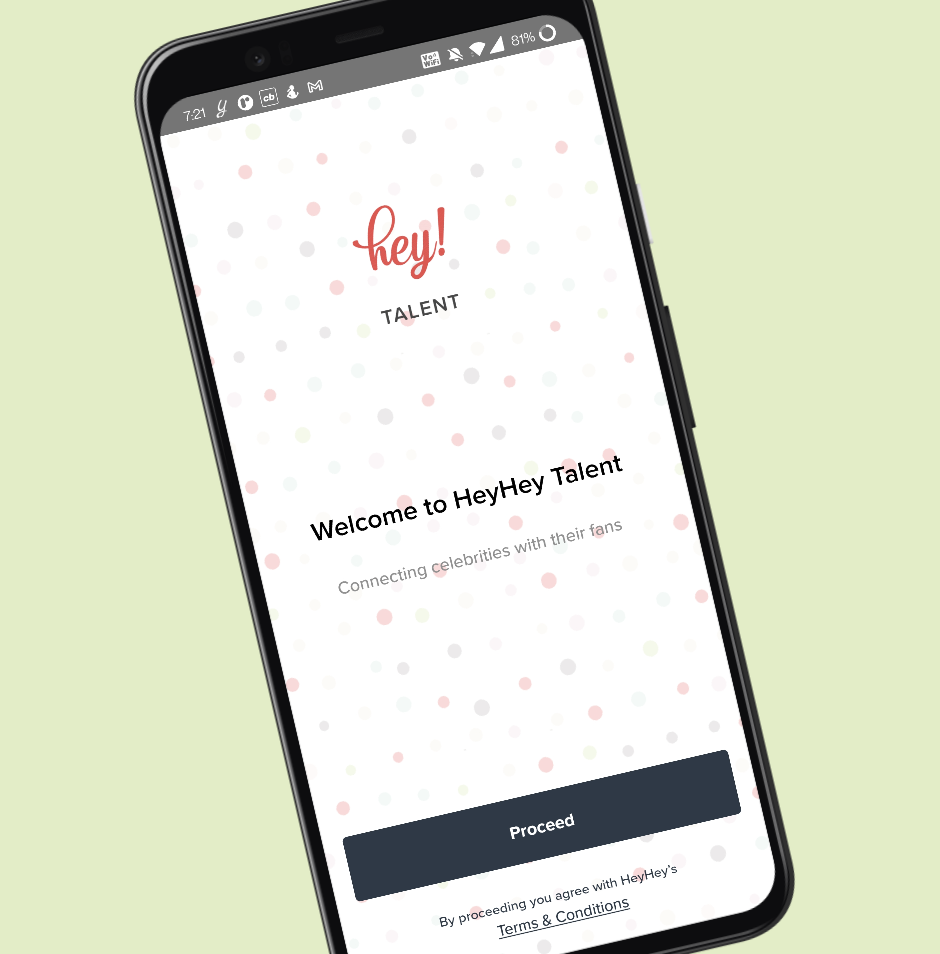 7:21 cb Vo)) WiFi 81%
hey!
TALENT
Welcome to HeyHey Talent
Connecting celebrities with their fans
Proceed
By proceeding you agree with HeyHey's
Terms & Conditions